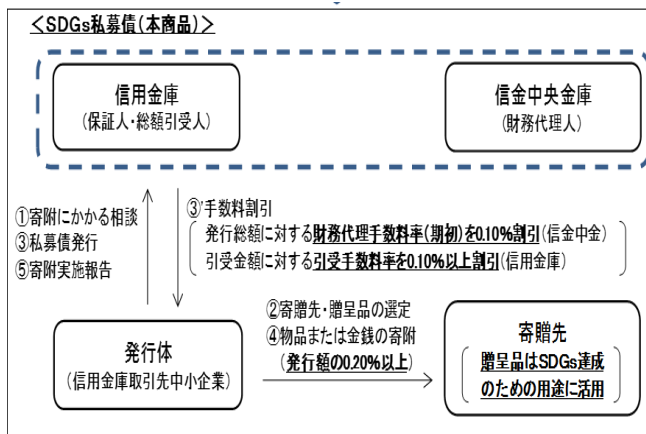 ＜SDGs私募債（本商品）＞
信用金庫
（保証人・総額引受人）
信金中央金庫
（財務代理人）
①寄附にかかる相談
③私募債発行
⑤寄附実施報告
③’手数料割引
発行総額に対する財務代理手数料率（期初）を0.10％割引（信金中金）
引受金額に対する引受手数料率を0.10％以上割引（信用金庫）
②寄贈先・贈呈品の選定
④物品または金銭の寄附
（発行額の0.20％以上）
発行体
（信用金庫取引先中小企業）
寄贈先
贈呈品はSDGs達成
のための用途に活用